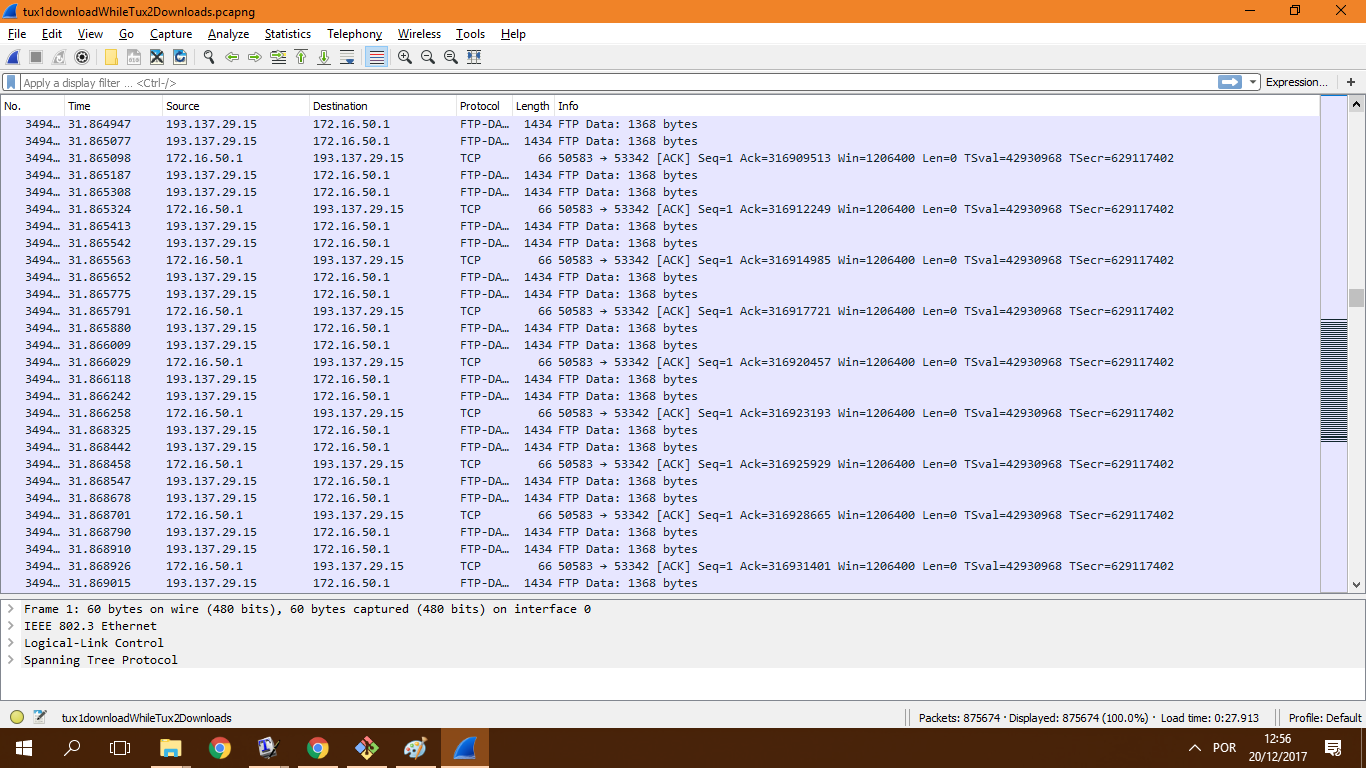 tux1downloadWhileTux2Downloads.pcapng
File Edit View Go Capture Analyze Statistics Telephony Wireless Tools Help
Apply a display filter ... <Ctrl-/> Expression... +
No. Time Source Destination Protocol Length Info
3494… 31.864947 193.137.29.15 172.16.50.1 FTP-DA… 1434 FTP Data: 1368 bytes
3494… 31.865077 193.137.29.15 172.16.50.1 FTP-DA… 1434 FTP Data: 1368 bytes
3494… 31.865098 172.16.50.1 193.137.29.15 TCP 66 50583 → 53342 [ACK] Seq=1 Ack=316909513 Win=1206400 Len=0 TSval=42930968 TSecr=629117402
3494… 31.865187 193.137.29.15 172.16.50.1 FTP-DA… 1434 FTP Data: 1368 bytes
3494… 31.865308 193.137.29.15 172.16.50.1 FTP-DA… 1434 FTP Data: 1368 bytes
3494… 31.865324 172.16.50.1 193.137.29.15 TCP 66 50583 → 53342 [ACK] Seq=1 Ack=316912249 Win=1206400 Len=0 TSval=42930968 TSecr=629117402
3494… 31.865413 193.137.29.15 172.16.50.1 FTP-DA… 1434 FTP Data: 1368 bytes
3494… 31.865542 193.137.29.15 172.16.50.1 FTP-DA… 1434 FTP Data: 1368 bytes
3494… 31.865563 172.16.50.1 193.137.29.15 TCP 66 50583 → 53342 [ACK] Seq=1 Ack=316914985 Win=1206400 Len=0 TSval=42930968 TSecr=629117402
3494… 31.865652 193.137.29.15 172.16.50.1 FTP-DA… 1434 FTP Data: 1368 bytes
3494… 31.865775 193.137.29.15 172.16.50.1 FTP-DA… 1434 FTP Data: 1368 bytes
3494… 31.865791 172.16.50.1 193.137.29.15 TCP 66 50583 → 53342 [ACK] Seq=1 Ack=316917721 Win=1206400 Len=0 TSval=42930968 TSecr=629117402
3494… 31.865880 193.137.29.15 172.16.50.1 FTP-DA… 1434 FTP Data: 1368 bytes
3494… 31.866009 193.137.29.15 172.16.50.1 FTP-DA… 1434 FTP Data: 1368 bytes
3494… 31.866029 172.16.50.1 193.137.29.15 TCP 66 50583 → 53342 [ACK] Seq=1 Ack=316920457 Win=1206400 Len=0 TSval=42930968 TSecr=629117402
3494… 31.866118 193.137.29.15 172.16.50.1 FTP-DA… 1434 FTP Data: 1368 bytes
3494… 31.866242 193.137.29.15 172.16.50.1 FTP-DA… 1434 FTP Data: 1368 bytes
3494… 31.866258 172.16.50.1 193.137.29.15 TCP 66 50583 → 53342 [ACK] Seq=1 Ack=316923193 Win=1206400 Len=0 TSval=42930968 TSecr=629117402
3494… 31.868325 193.137.29.15 172.16.50.1 FTP-DA… 1434 FTP Data: 1368 bytes
3494… 31.868442 193.137.29.15 172.16.50.1 FTP-DA… 1434 FTP Data: 1368 bytes
3494… 31.868458 172.16.50.1 193.137.29.15 TCP 66 50583 → 53342 [ACK] Seq=1 Ack=316925929 Win=1206400 Len=0 TSval=42930968 TSecr=629117402
3494… 31.868547 193.137.29.15 172.16.50.1 FTP-DA… 1434 FTP Data: 1368 bytes
3494… 31.868678 193.137.29.15 172.16.50.1 FTP-DA… 1434 FTP Data: 1368 bytes
3494… 31.868701 172.16.50.1 193.137.29.15 TCP 66 50583 → 53342 [ACK] Seq=1 Ack=316928665 Win=1206400 Len=0 TSval=42930968 TSecr=629117402
3494… 31.868790 193.137.29.15 172.16.50.1 FTP-DA… 1434 FTP Data: 1368 bytes
3494… 31.868910 193.137.29.15 172.16.50.1 FTP-DA… 1434 FTP Data: 1368 bytes
3494… 31.868926 172.16.50.1 193.137.29.15 TCP 66 50583 → 53342 [ACK] Seq=1 Ack=316931401 Win=1206400 Len=0 TSval=42930968 TSecr=629117402
3494… 31.869015 193.137.29.15 172.16.50.1 FTP-DA… 1434 FTP Data: 1368 bytes
Frame 1: 60 bytes on wire (480 bits), 60 bytes captured (480 bits) on interface 0
IEEE 802.3 Ethernet
Logical-Link Control
Spanning Tree Protocol
tux1downloadWhileTux2Downloads Packets: 875674 · Displayed: 875674 (100.0%) · Load time: 0:27.913 Profile: Default
POR 12:56
20/12/2017